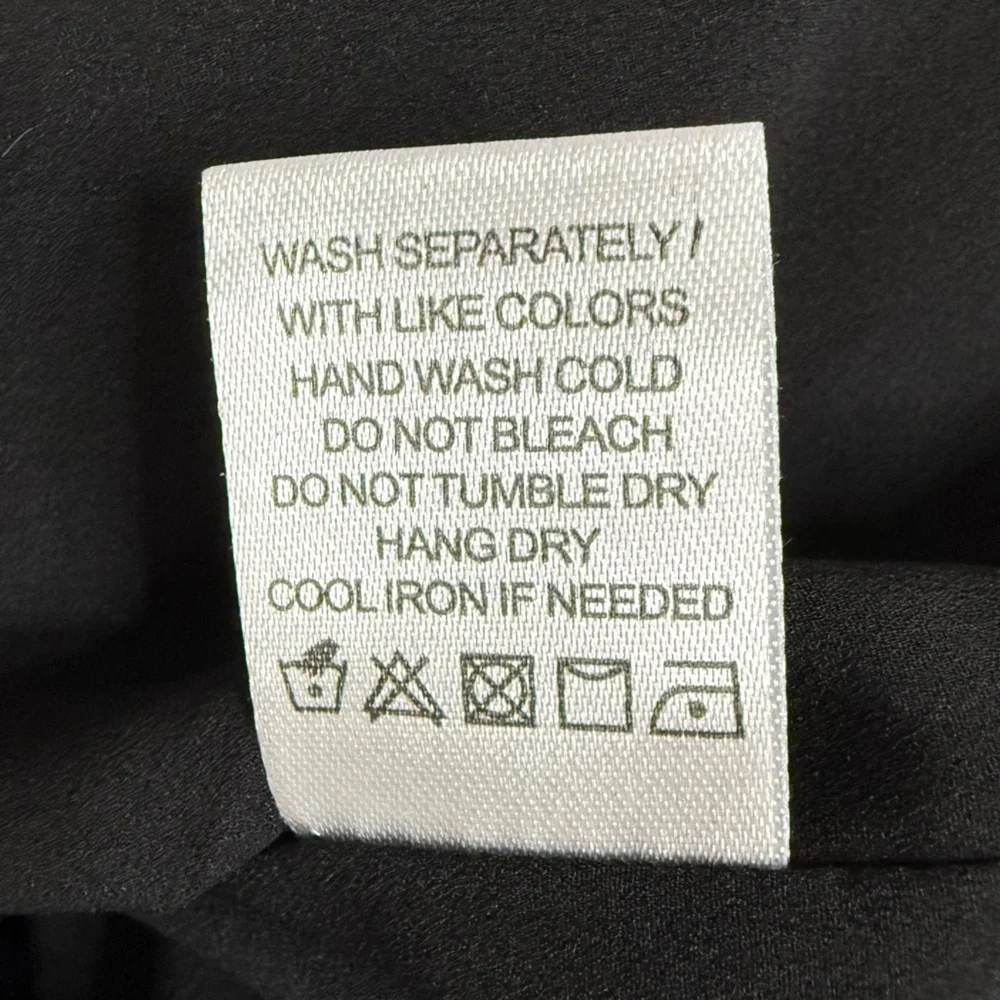 WASH SEPARATELY /
WITH LIKE COLORS
HAND WASH COLD
DO NOT BLEACH
DO NOT TUMBLE DRY
HANG DRY
COOL IRON IF NEEDED